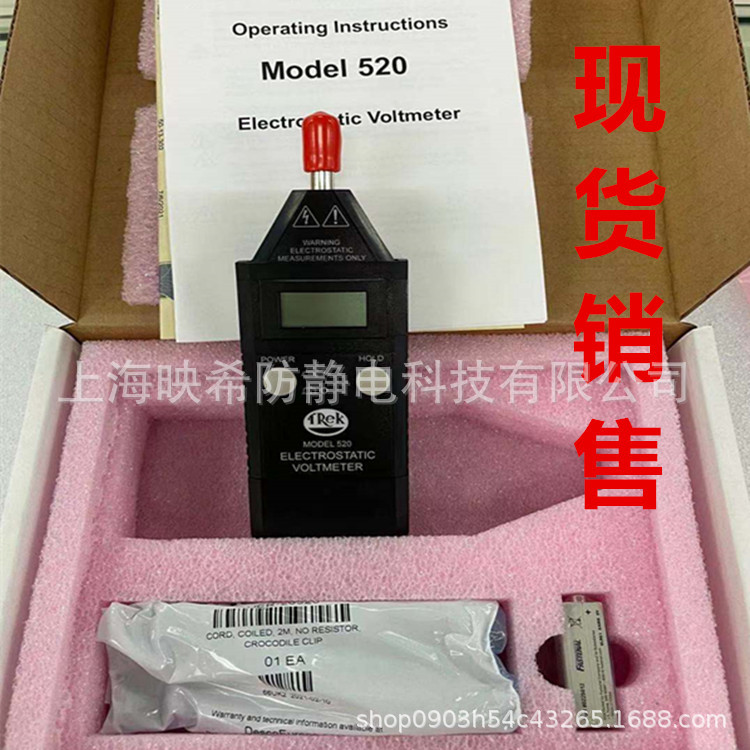 Operating Instructions
Model 520
Electrostatic Voltmeter
现货销售
WARNING
ELECTROSTATIC
MEASUREMENTS ONLY
POWER
HOLD
上海映希防静电科技有限公司
TRek
MODEL 520
ELECTROSTATIC
VOLTMETER
CORD, COILED, 2M, NO RESISTOR,
CROCODILE CLIP
01 EA
Warranty and technical information available at:
FASTENAL
shop0903h54c43265.1688.com